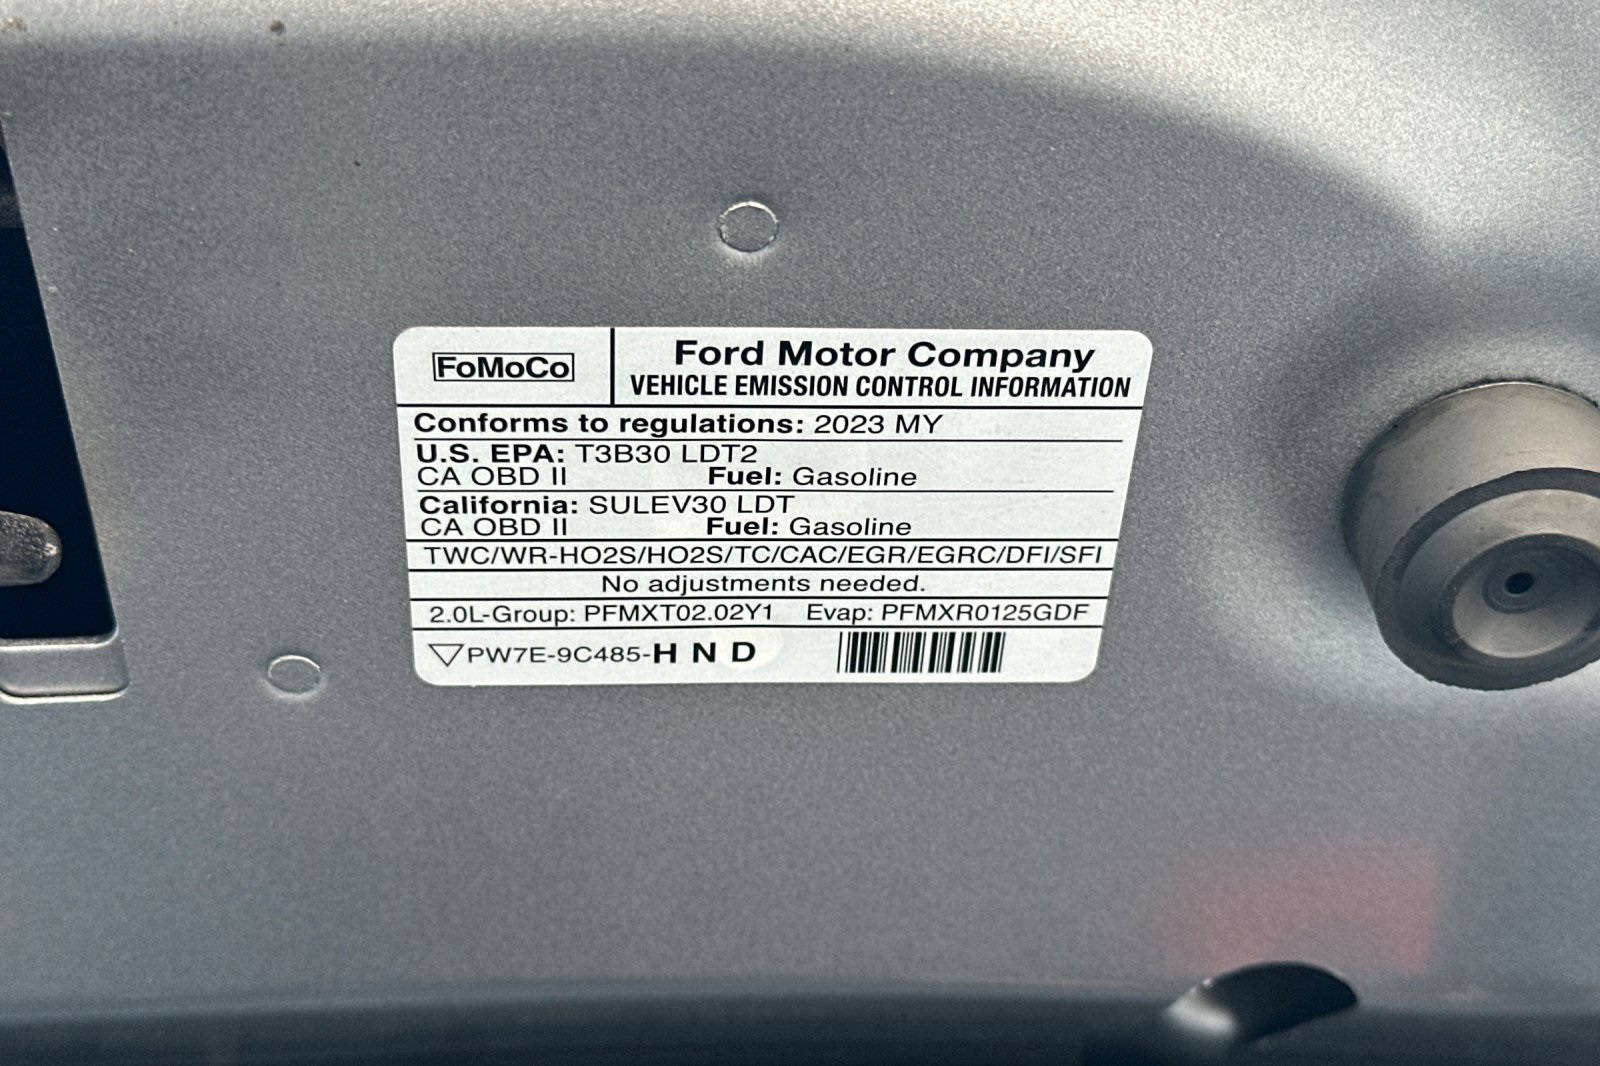 FoMoCo
Ford Motor Company
VEHICLE EMISSION CONTROL INFORMATION
Conforms to regulations: 2023 MY
U.S. EPA: T3B30 LDT2
CA OBD II Fuel: Gasoline
California: SULEV30 LDT
CA OBD II Fuel: Gasoline
TWC/WR-HO2S/HO2S/TC/CAC/EGR/EGRC/DFI/SFI
No adjustments needed.
2.0L-Group: PFMXT02.02Y1 Evap: PFMXR0125GDF
PW7E-9C485-H N D